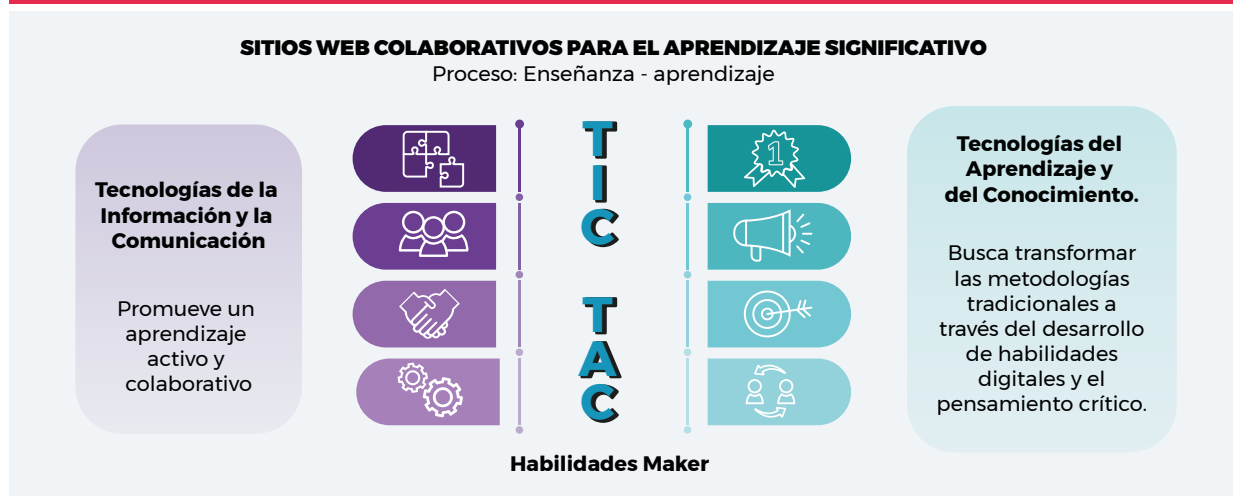 SITIOS WEB COLABORATIVOS PARA EL APRENDIZAJE SIGNIFICATIVO
Proceso: Enseñanza - aprendizaje
Tecnologías de la
Información y la
Comunicación
Promueve un
aprendizaje
activo y
colaborativo
TIC
TAC
1
Tecnologías del
Aprendizaje y
del Conocimiento.
Busca transformar
las metodologías
tradicionales a
través del desarrollo
de habilidades
digitales y el
pensamiento crítico.
Habilidades Maker